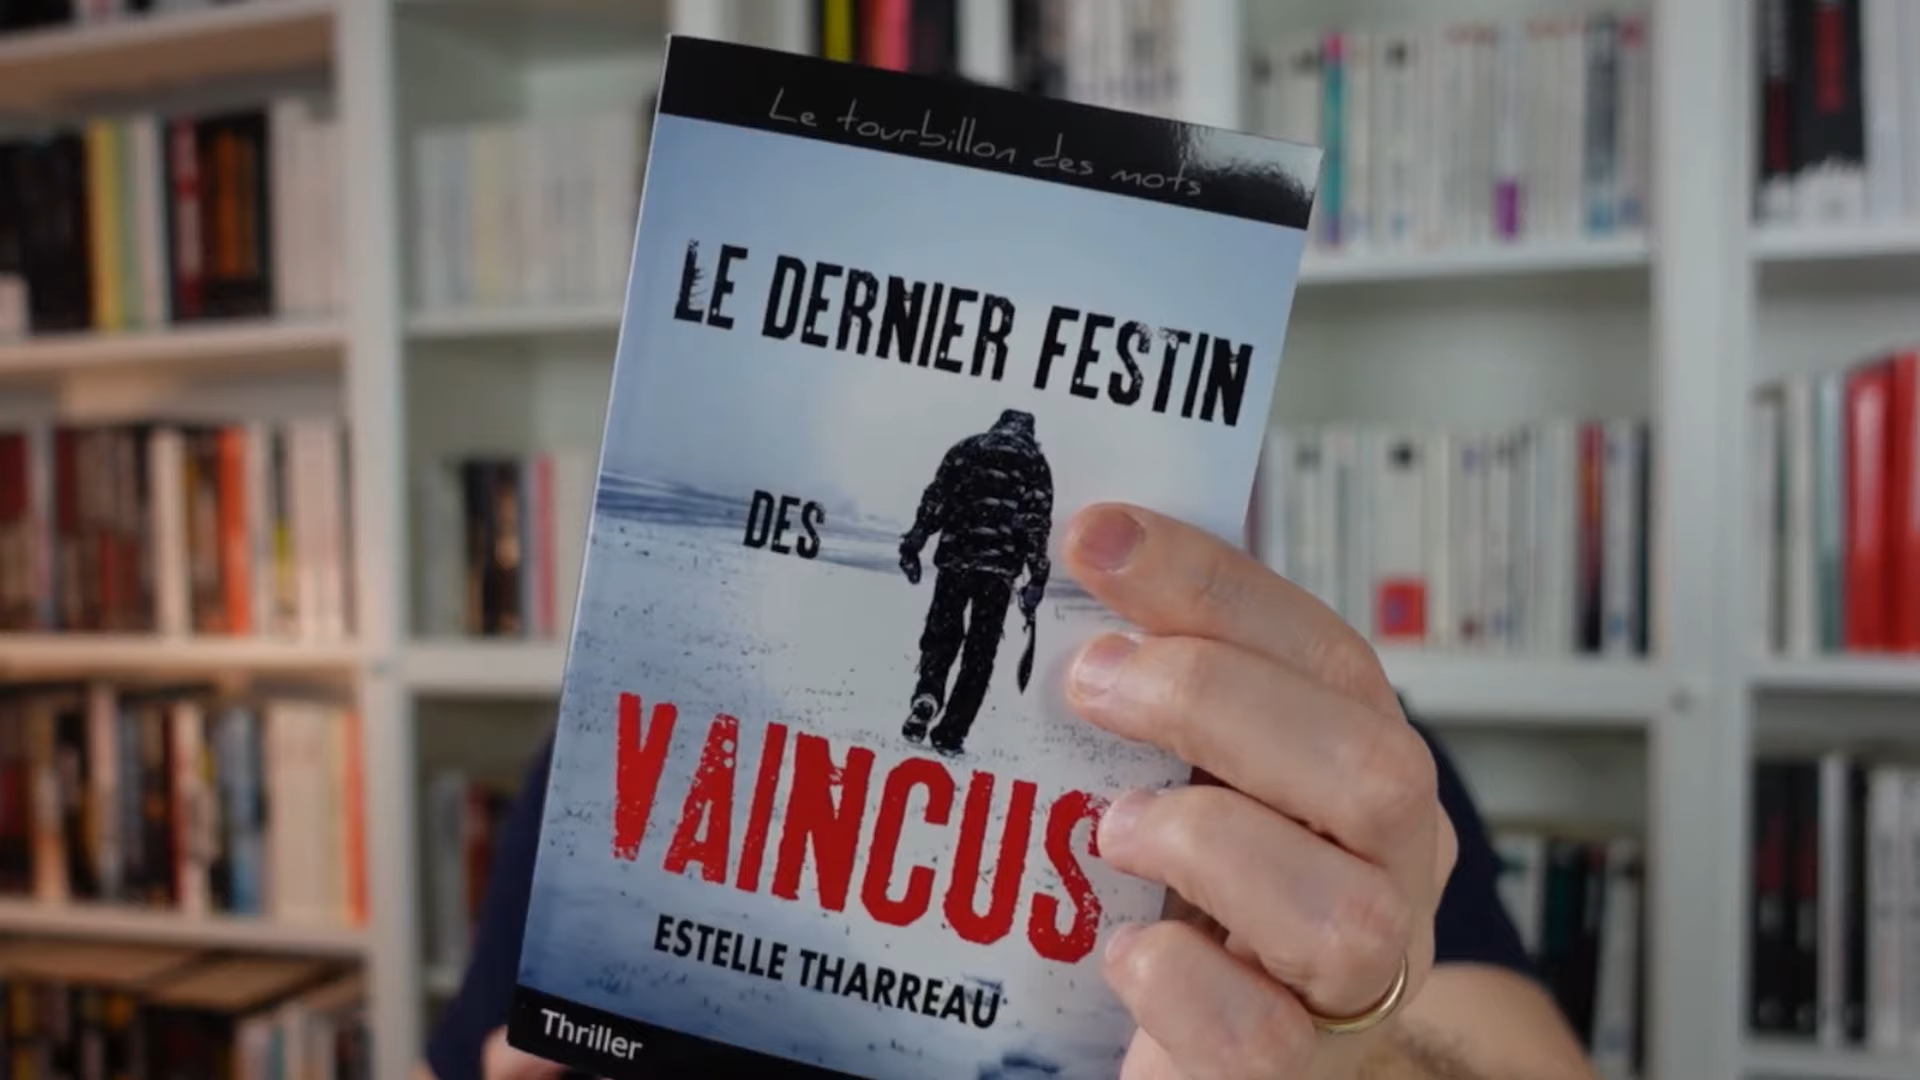 Le tourbillon des mots
LE DERNIER FESTIN
DES
VAINCUS
ESTELLE THARREAU
Thriller